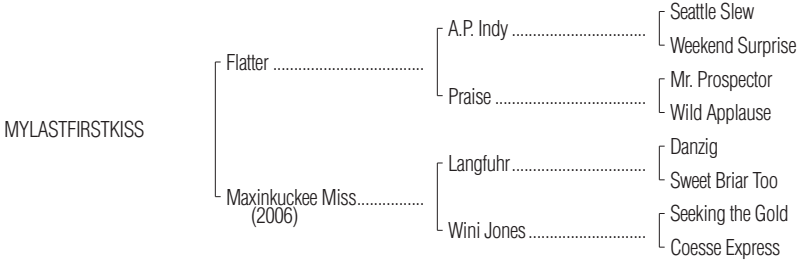 Seattle Slew
A.P. Indy ..................................
Weekend Surprise
Flatter ......................................
Mr. Prospector
Praise ......................................
Wild Applause
MYLASTFIRSTKISS
Danzig
Langfuhr ..................................
Sweet Briar Too
Maxinkuckee Miss.................
(2006)
Seeking the Gold
Wini Jones ..............................
Coesse Express